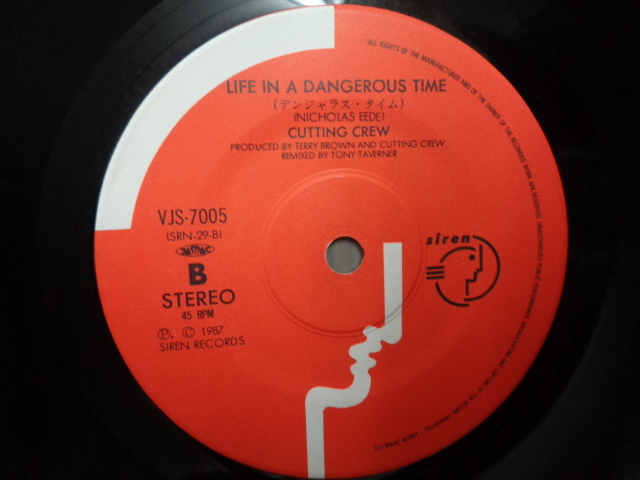 LIFE IN A DANGEROUS TIME
(デンジャラス・タイム)
(NICHOLAS EEDE)
CUTTING CREW
PRODUCED BY TERRY BROWN AND CUTTING CREW
REMIXED BY TONY TAVERNER
VJS-7005
(SRN-29-B)
B
STEREO
45 RPM
Ⓟ, © 1987
SIREN RECORDS
siren
"ALL RIGHTS OF THE MANUFACTURER AND OF THE OWNER OF THE RECORDED WORK ARE RESERVED.